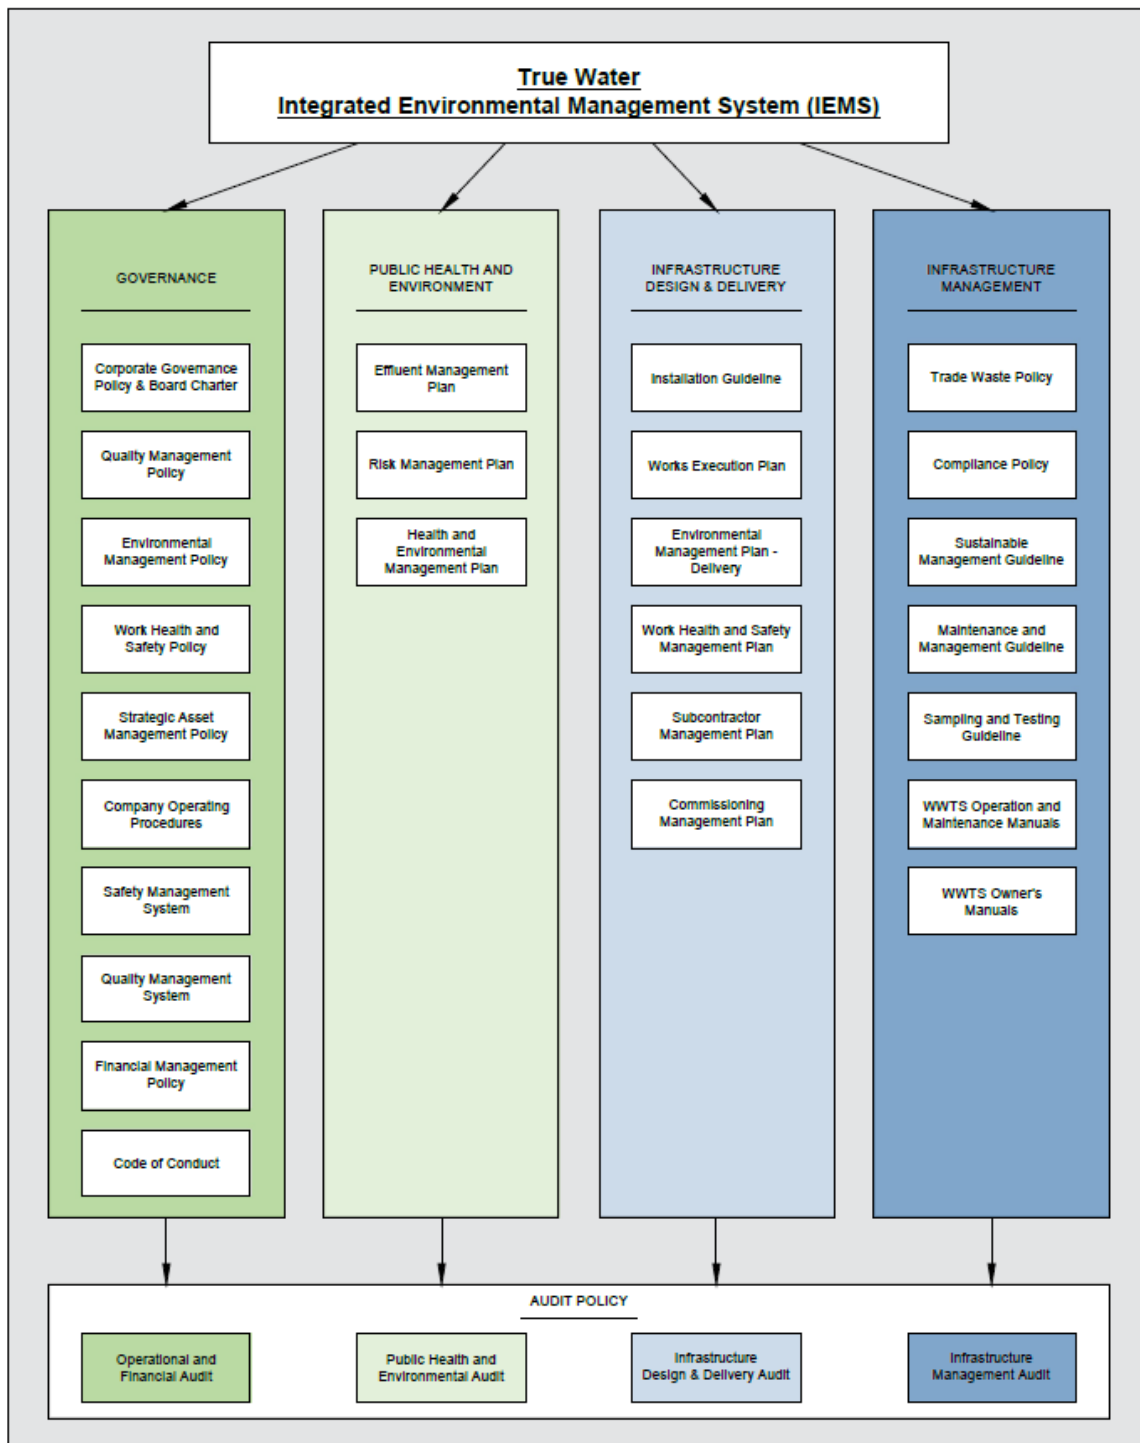 True Water
Integrated Environmental Management System (IEMS)
GOVERNANCE
Corporate Governance
Policy & Board Charter
Quality Management
Policy
Environmental
Management Policy
Work Health and
Safety Policy
Strategic Asset
Management Policy
Company Operating
Procedures
Safety Management
System
Quality Management
System
Financial Management
Policy
Code of Conduct
PUBLIC HEALTH AND
ENVIRONMENT
Effluent Management
Plan
Risk Management Plan
Health and
Environmental
Management Plan
INFRASTRUCTURE
DESIGN & DELIVERY
Installation Guideline
Works Execution Plan
Environmental
Management Plan -
Delivery
Work Health and Safety
Management Plan
Subcontractor
Management Plan
Commissioning
Management Plan
INFRASTRUCTURE
MANAGEMENT
Trade Waste Policy
Compliance Policy
Sustainable
Management Guideline
Maintenance and
Management Guideline
Sampling and Testing
Guideline
WWTS Operation and
Maintenance Manuals
WWTS Owner's
Manuals
AUDIT POLICY
Operational and
Financial Audit
Public Health and
Environmental Audit
Infrastructure
Design & Delivery Audit
Infrastructure
Management Audit